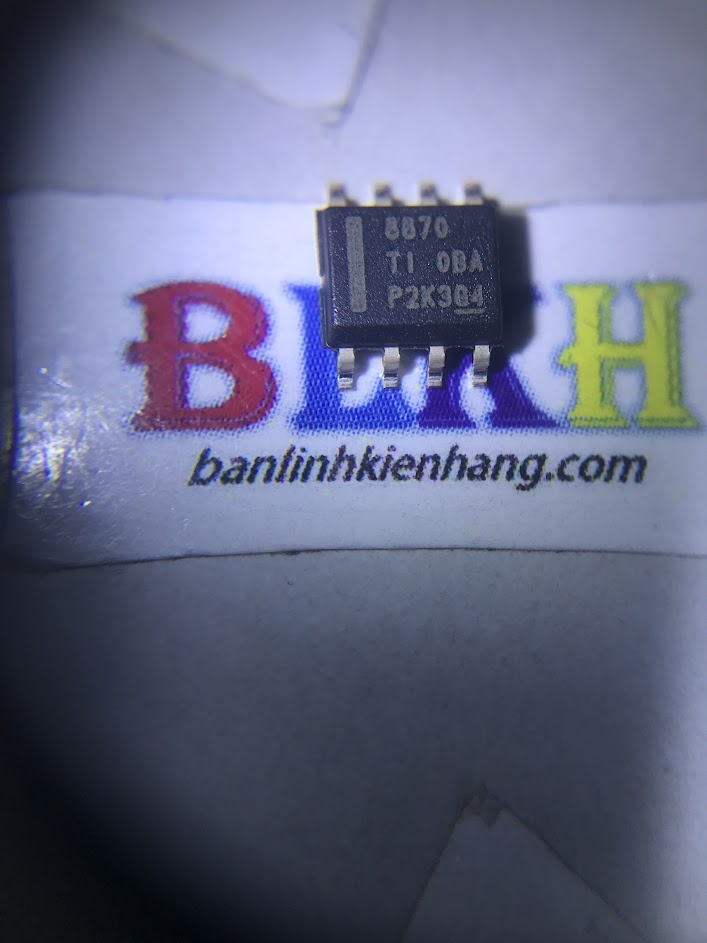 8870
TI 0BA
P2K3G4
BLKH
banlinhkienhang.com